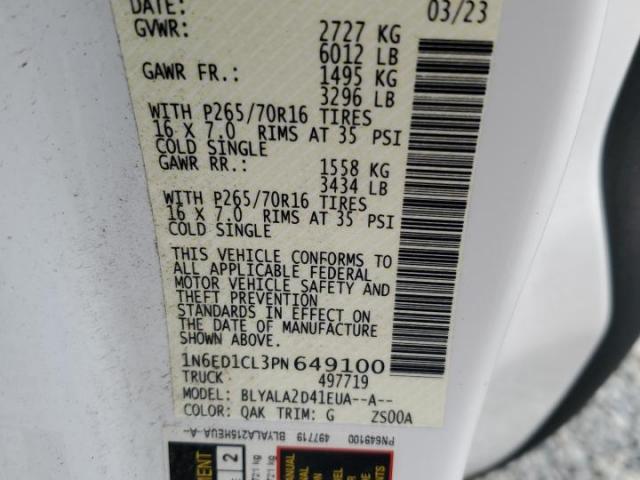 DATE: 03/23
GVWR: 2727 KG
6012 LB
GAWR FR.: 1495 KG
3296 LB
WITH P265/70R16 TIRES
16 X 7.0 RIMS AT 35 PSI
COLD SINGLE
GAWR RR.: 1558 KG
3434 LB
WITH P265/70R16 TIRES
16 X 7.0 RIMS AT 35 PSI
COLD SINGLE
THIS VEHICLE CONFORMS TO
ALL APPLICABLE FEDERAL
MOTOR VEHICLE SAFETY AND
THEFT PREVENTION
STANDARDS IN EFFECT ON
THE DATE OF MANUFACTURE
1N6ED1CL3PN649100
TRUCK 497719
MODEL: BLYALA2D41EUA--A--
COLOR: QAK TRIM: G ZS00A
PN649100 497719 BLYALA215HEUA A-
2